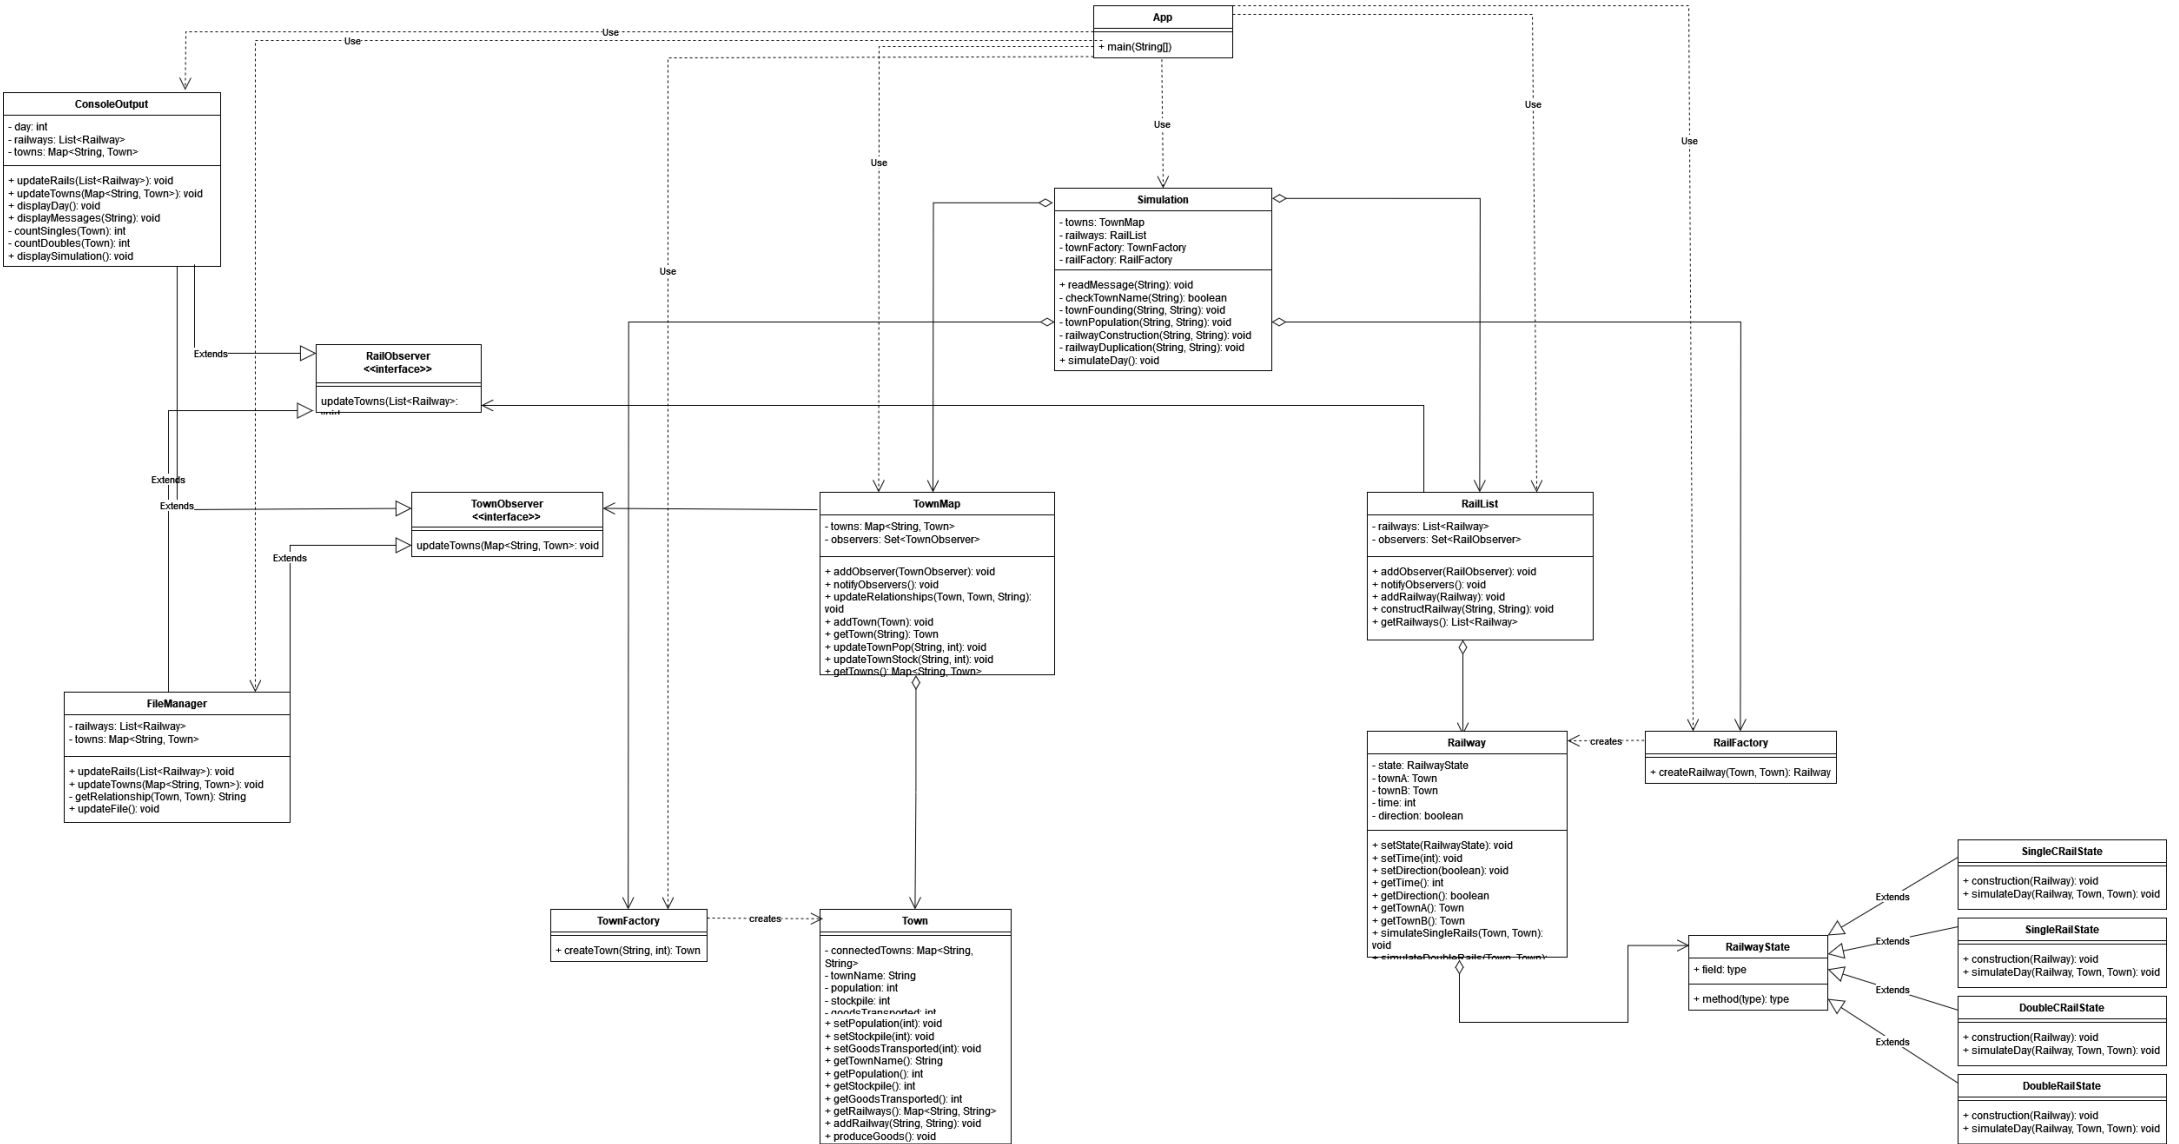 App
+ main(String[])
Use
Use
Use
Use
Use
Use
Use
ConsoleOutput
- day: int
- railways: List<Railway>
- towns: Map<String, Town>
+ updateRails(List<Railway>): void
+ updateTowns(Map<String, Town>): void
+ displayDay(): void
+ displayMessages(String): void
- countSingles(Town): int
- countDoubles(Town): int
+ displaySimulation(): void
Simulation
- towns: TownMap
- railways: RailList
- townFactory: TownFactory
- railFactory: RailFactory
+ readMessage(String): void
- checkTownName(String): boolean
- townFounding(String, String): void
- townPopulation(String, String): void
- railwayConstruction(String, String): void
- railwayDuplication(String, String): void
+ simulateDay(): void
Extends
RailObserver
<<interface>>
updateTowns(List<Railway>:
void
Extends
Extends
TownObserver
<<interface>>
updateTowns(Map<String, Town>: void
Extends
TownMap
- towns: Map<String, Town>
- observers: Set<TownObserver>
+ addObserver(TownObserver): void
+ notifyObservers(): void
+ updateRelationships(Town, Town, String):
void
+ addTown(Town): void
+ getTown(String): Town
+ updateTownPop(String, int): void
+ updateTownStock(String, int): void
+ getTowns(): Map<String, Town>
RailList
- railways: List<Railway>
- observers: Set<RailObserver>
+ addObserver(RailObserver): void
+ notifyObservers(): void
+ addRailway(Railway): void
+ constructRailway(String, String): void
+ getRailways(): List<Railway>
FileManager
- railways: List<Railway>
- towns: Map<String, Town>
+ updateRails(List<Railway>): void
+ updateTowns(Map<String, Town>): void
- getRelationship(Town, Town): String
+ updateFile(): void
Railway
- state: RailwayState
- townA: Town
- townB: Town
- time: int
- direction: boolean
+ setState(RailwayState): void
+ setTime(int): void
+ setDirection(boolean): void
+ getTime(): int
+ getDirection(): boolean
+ getTownA(): Town
+ getTownB(): Town
+ simulateSingleRails(Town, Town):
void
+ simulateDoubleRails(Town, Town):
creates
RailFactory
+ createRailway(Town, Town): Railway
TownFactory
+ createTown(String, int): Town
creates
Town
- connectedTowns: Map<String,
String>
- townName: String
- population: int
- stockpile: int
- goodsTransported: int
+ setPopulation(int): void
+ setStockpile(int): void
+ setGoodsTransported(int): void
+ getTownName(): String
+ getPopulation(): int
+ getStockpile(): int
+ getGoodsTransported(): int
+ getRailways(): Map<String, String>
+ addRailway(String, String): void
+ produceGoods(): void
RailwayState
+ field: type
+ method(type): type
Extends
Extends
Extends
Extends
SingleCRailState
+ construction(Railway): void
+ simulateDay(Railway, Town, Town): void
SingleRailState
+ construction(Railway): void
+ simulateDay(Railway, Town, Town): void
DoubleCRailState
+ construction(Railway): void
+ simulateDay(Railway, Town, Town): void
DoubleRailState
+ construction(Railway): void
+ simulateDay(Railway, Town, Town): void